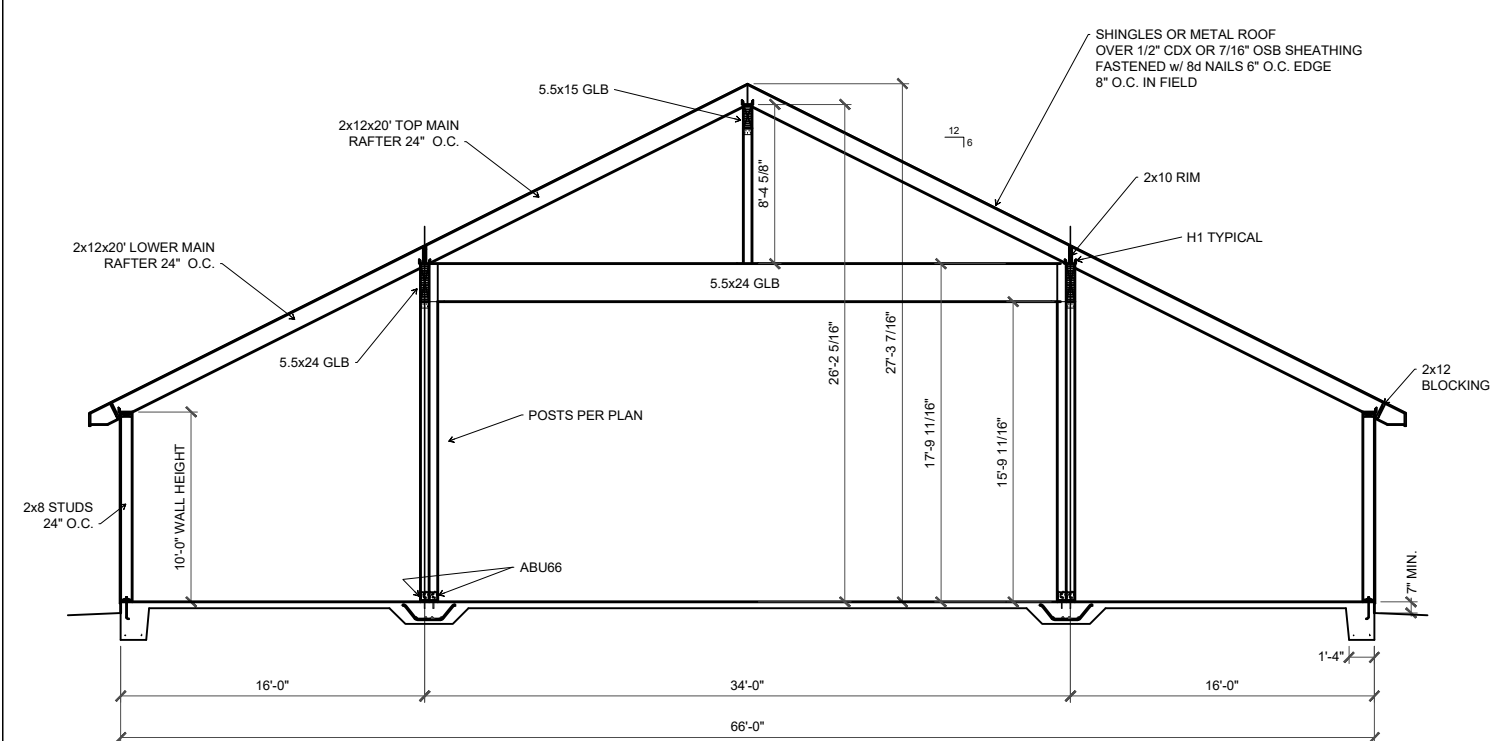 SHINGLES OR METAL ROOF
OVER 1/2" CDX OR 7/16" OSB SHEATHING
FASTENED w/ 8d NAILS 6" O.C. EDGE
8" O.C. IN FIELD
5.5x15 GLB
2x12x20' TOP MAIN
RAFTER 24" O.C.
12
6
8'-4 5/8"
2x10 RIM
H1 TYPICAL
2x12x20' LOWER MAIN
RAFTER 24" O.C.
5.5x24 GLB
5.5x24 GLB
26'-2 5/16"
27'-3 7/16"
17'-9 11/16"
15'-9 11/16"
2x12
BLOCKING
POSTS PER PLAN
10'-0" WALL HEIGHT
2x8 STUDS
24" O.C.
ABU66
7" MIN.
1'-4"
16'-0"
34'-0"
16'-0"
66'-0"